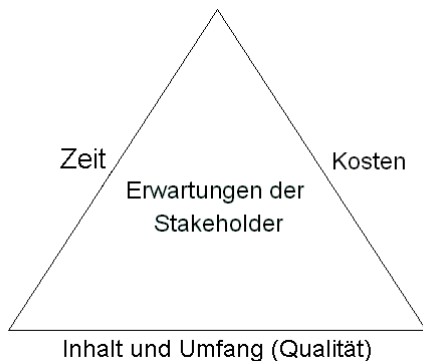 Zeit
Kosten
Erwartungen der
Stakeholder
Inhalt und Umfang (Qualität)